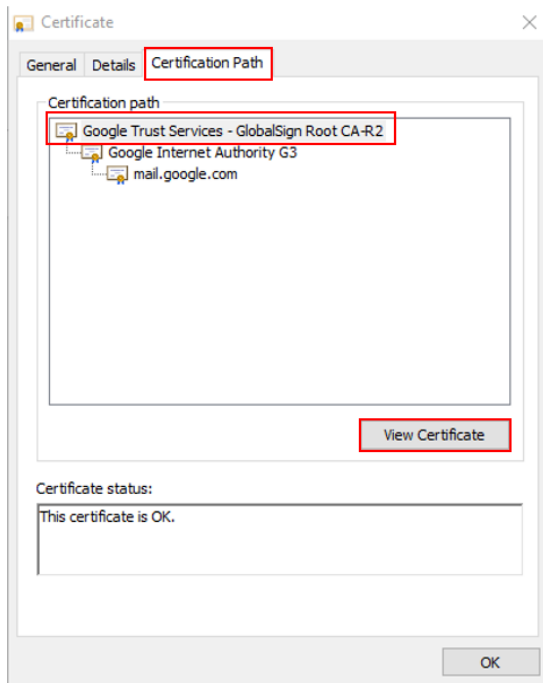 Certificate
General Details Certification Path
Certification path
Google Trust Services - GlobalSign Root CA-R2
Google Internet Authority G3
mail.google.com
View Certificate
Certificate status:
This certificate is OK.
OK